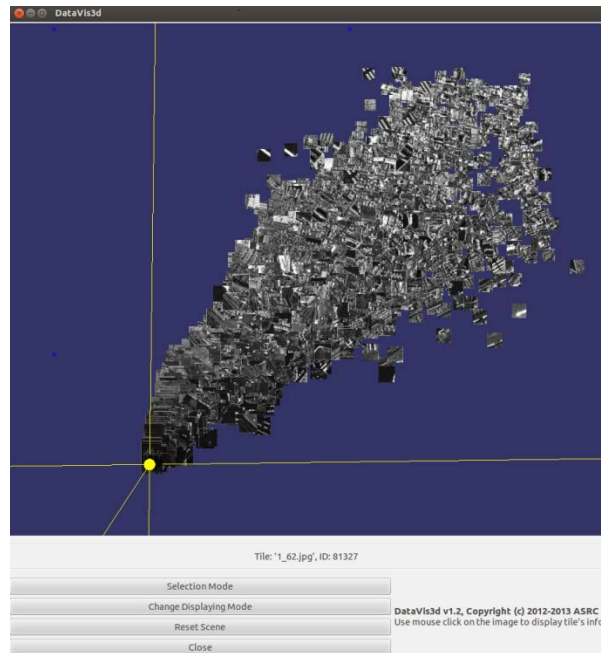 DataVis3d
Tile: '1_62.jpg', ID: 81327
Selection Mode
Change Displaying Mode
Reset Scene
Close
DataVis3d v1.2, Copyright (c) 2012-2013 ASRC
Use mouse click on the image to display tile's info